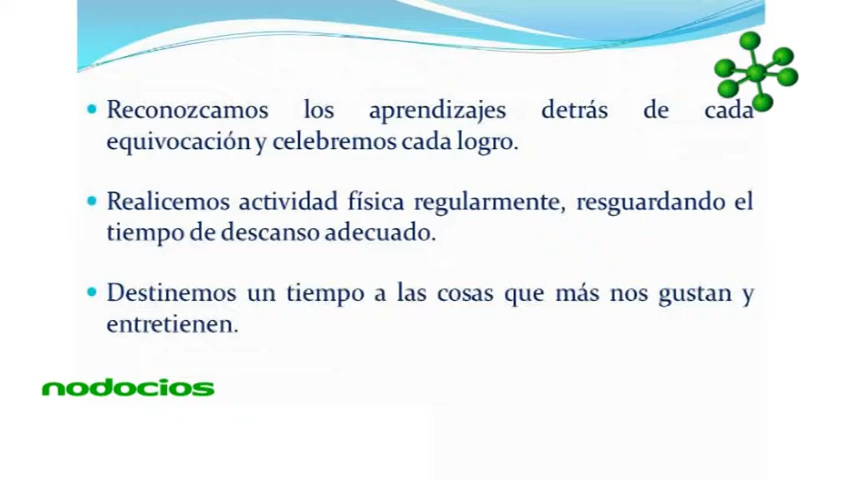 Reconozcamos los aprendizajes detrás de cada
equivocación y celebremos cada logro.
Realicemos actividad física regularmente, resguardando el
tiempo de descanso adecuado.
Destinemos un tiempo a las cosas que más nos gustan y
entretienen.
nodocios